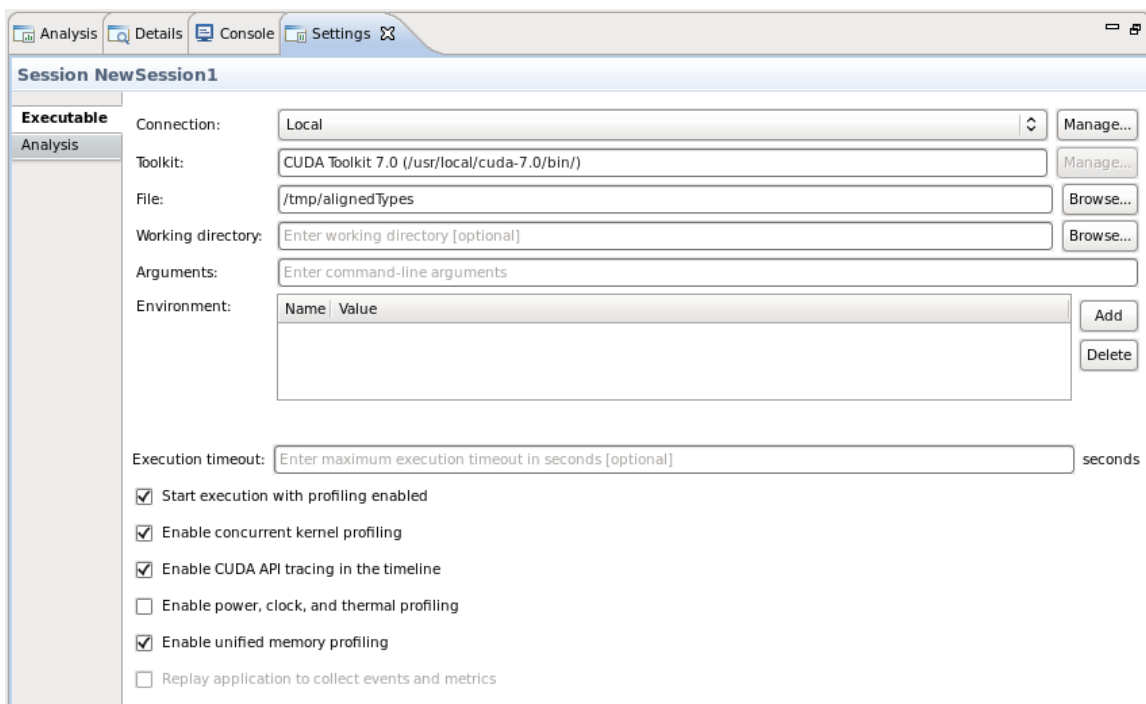 Analysis Details Console Settings
Session NewSession1
Executable
Analysis
Connection: Local Manage...
Toolkit: CUDA Toolkit 7.0 (/usr/local/cuda-7.0/bin/) Manage...
File: /tmp/alignedTypes Browse...
Working directory: Enter working directory [optional] Browse...
Arguments: Enter command-line arguments
Environment: Name Value Add
Delete
Execution timeout: Enter maximum execution timeout in seconds [optional] seconds
Start execution with profiling enabled
Enable concurrent kernel profiling
Enable CUDA API tracing in the timeline
Enable power, clock, and thermal profiling
Enable unified memory profiling
Replay application to collect events and metrics